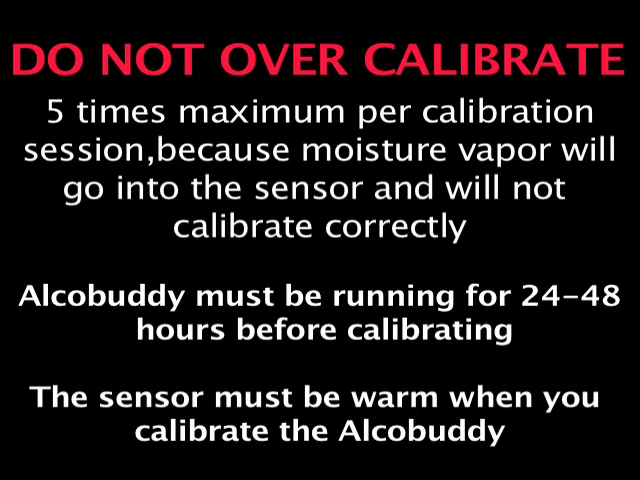 DO NOT OVER CALIBRATE
5 times maximum per calibration
session,because moisture vapor will
go into the sensor and will not
calibrate correctly
Alcobuddy must be running for 24-48
hours before calibrating
The sensor must be warm when you
calibrate the Alcobuddy